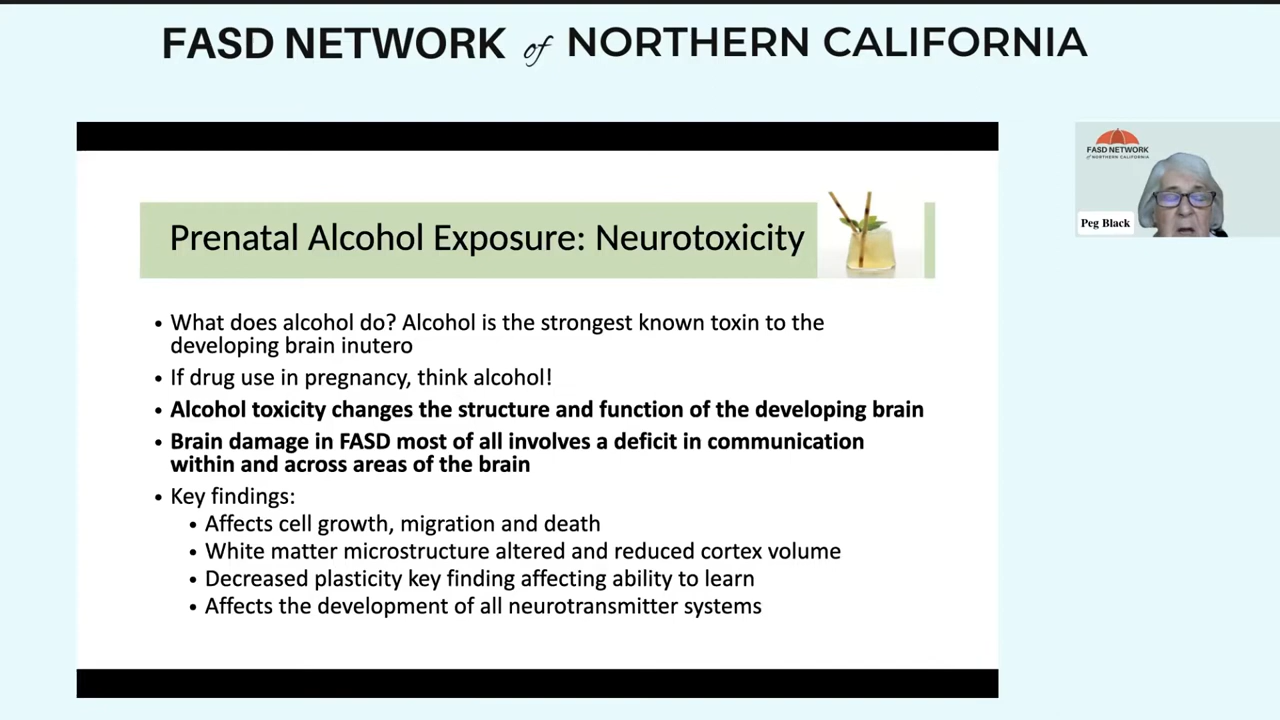 FASD NETWORK of NORTHERN CALIFORNIA
FASD NETWORK
of NORTHERN CALIFORNIA
Peg Black
Prenatal Alcohol Exposure: Neurotoxicity
• What does alcohol do? Alcohol is the strongest known toxin to the
developing brain inutero
• If drug use in pregnancy, think alcohol!
• Alcohol toxicity changes the structure and function of the developing brain
• Brain damage in FASD most of all involves a deficit in communication
within and across areas of the brain
• Key findings:
• Affects cell growth, migration and death
• White matter microstructure altered and reduced cortex volume
• Decreased plasticity key finding affecting ability to learn
• Affects the development of all neurotransmitter systems